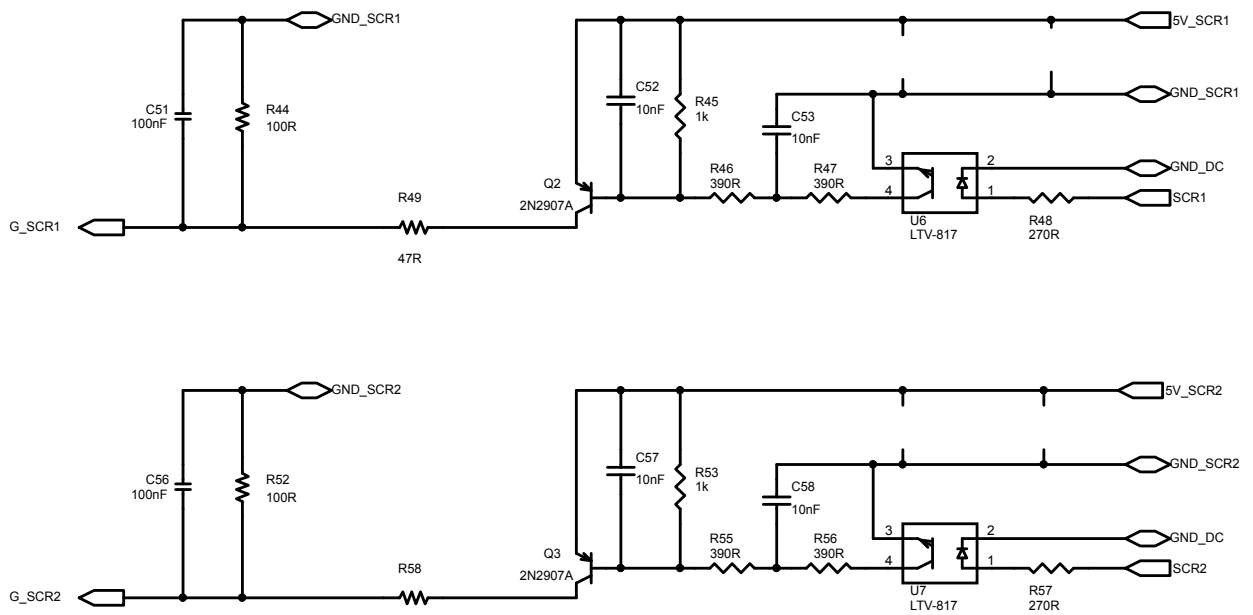 GND_SCR1
5V_SCR1
C52
10nF
C51
100nF
R44
100R
R45
1k
C53
10nF
GND_SCR1
R46
390R
R47
390R
3
2
GND_DC
Q2
2N2907A
4
1
SCR1
R49
47R
U6
LTV-817
R48
270R
G_SCR1
GND_SCR2
5V_SCR2
C57
10nF
C56
100nF
R52
100R
R53
1k
C58
10nF
GND_SCR2
R55
390R
R56
390R
3
2
GND_DC
Q3
2N2907A
4
1
SCR2
R58
U7
LTV-817
R57
270R
G_SCR2